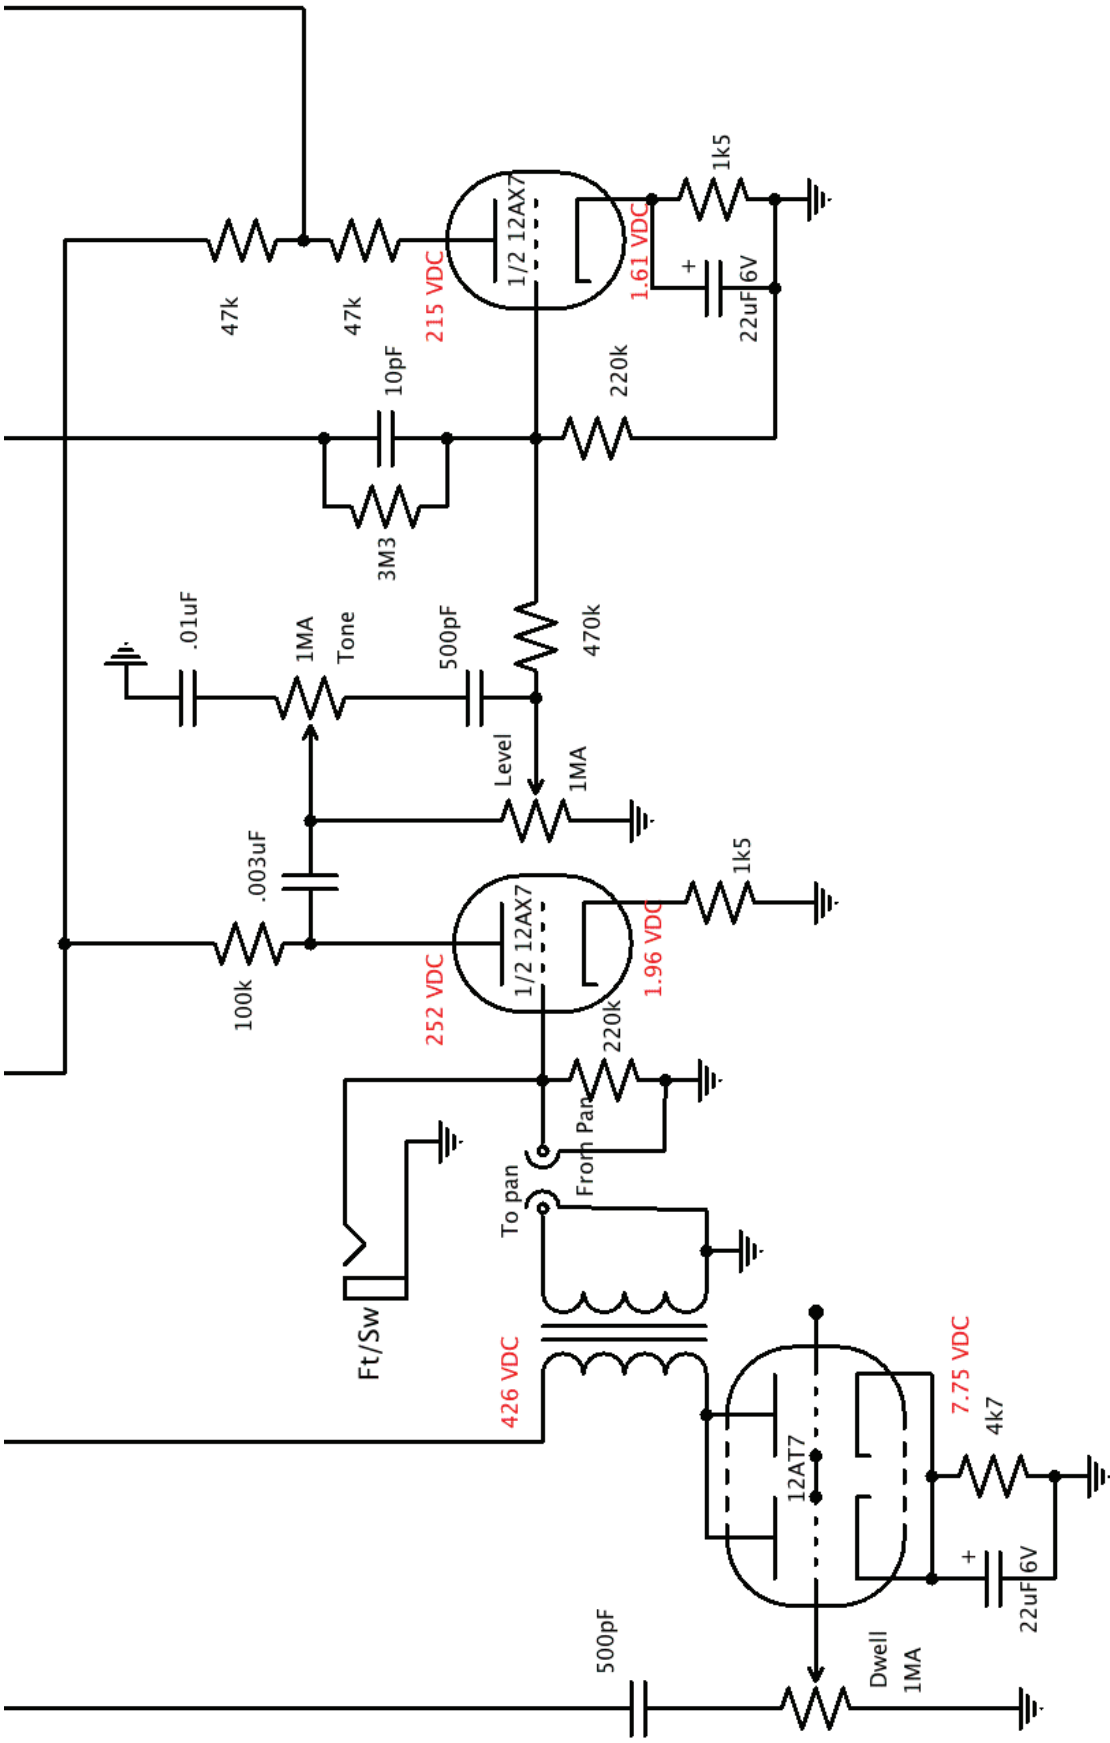 500pF
Dwell
1MA
12AT7
22uF 6V
+
4k7
7.75 VDC
426 VDC
Ft/Sw
To pan
From Pan
220k
100k
252 VDC
1/2 12AX7
1.96 VDC
1k5
.003uF
Level
1MA
.01uF
1MA
Tone
500pF
470k
3M3
10pF
220k
47k
47k
215 VDC
1/2 12AX7
1.61 VDC
+
22uF 6V
1k5